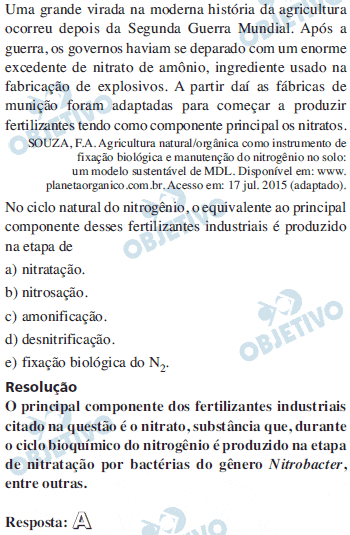 Uma grande virada na moderna história da agricultura
ocorreu depois da Segunda Guerra Mundial. Após a
guerra, os governos haviam se deparado com um enorme
excedente de nitrato de amônio, ingrediente usado na
fabricação de explosivos. A partir daí as fábricas de
munição foram adaptadas para começar a produzir
fertilizantes tendo como componente principal os nitratos.
SOUZA, F.A. Agricultura natural/orgânica como instrumento de
fixação biológica e manutenção do nitrogênio no solo:
um modelo sustentável de MDL. Disponível em: www.
planetaorganico.com.br. Acesso em: 17 jul. 2015 (adaptado).
No ciclo natural do nitrogênio, o equivalente ao principal
componente desses fertilizantes industriais é produzido
na etapa de
a) nitratação.
b) nitrosação.
c) amonificação.
d) desnitrificação.
e) fixação biológica do N₂.
Resolução
O principal componente dos fertilizantes industriais
citado na questão é o nitrato, substância que, durante
o ciclo bioquímico do nitrogênio é produzido na etapa
de nitratação por bactérias do gênero Nitrobacter,
entre outras.
Resposta: A
OBJETIVO
OBJETIVO
OBJETIVO
OBJETIVO
OBJETIVO
OBJETIVO
OBJETIVO